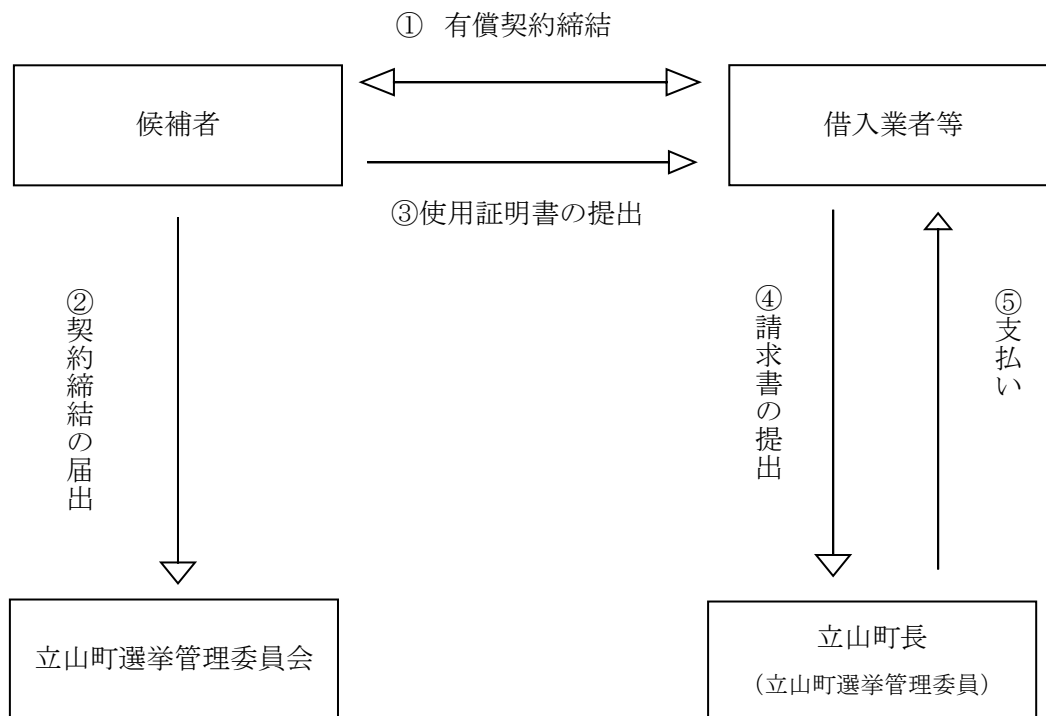 ① 有償契約締結
候補者
借入業者等
③使用証明書の提出
②契約締結の届出
④請求書の提出
⑤支払い
立山町選挙管理委員会
立山町長
（立山町選挙管理委員）